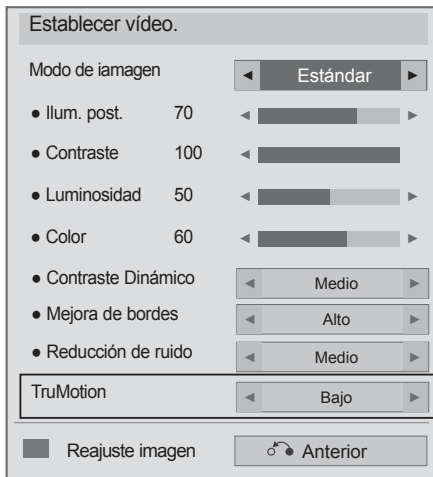 Establecer vídeo.
Modo de iamagen ◄ Estándar ►
● Ilum. post. 70 ◄ ►
● Contraste 100 ◄
● Luminosidad 50 ◄ ►
● Color 60 ◄ ►
● Contraste Dinámico ◄ Medio ►
● Mejora de bordes ◄ Alto ►
● Reducción de ruido ◄ Medio ►
TruMotion ◄ Bajo ►
Reajuste imagen Anterior